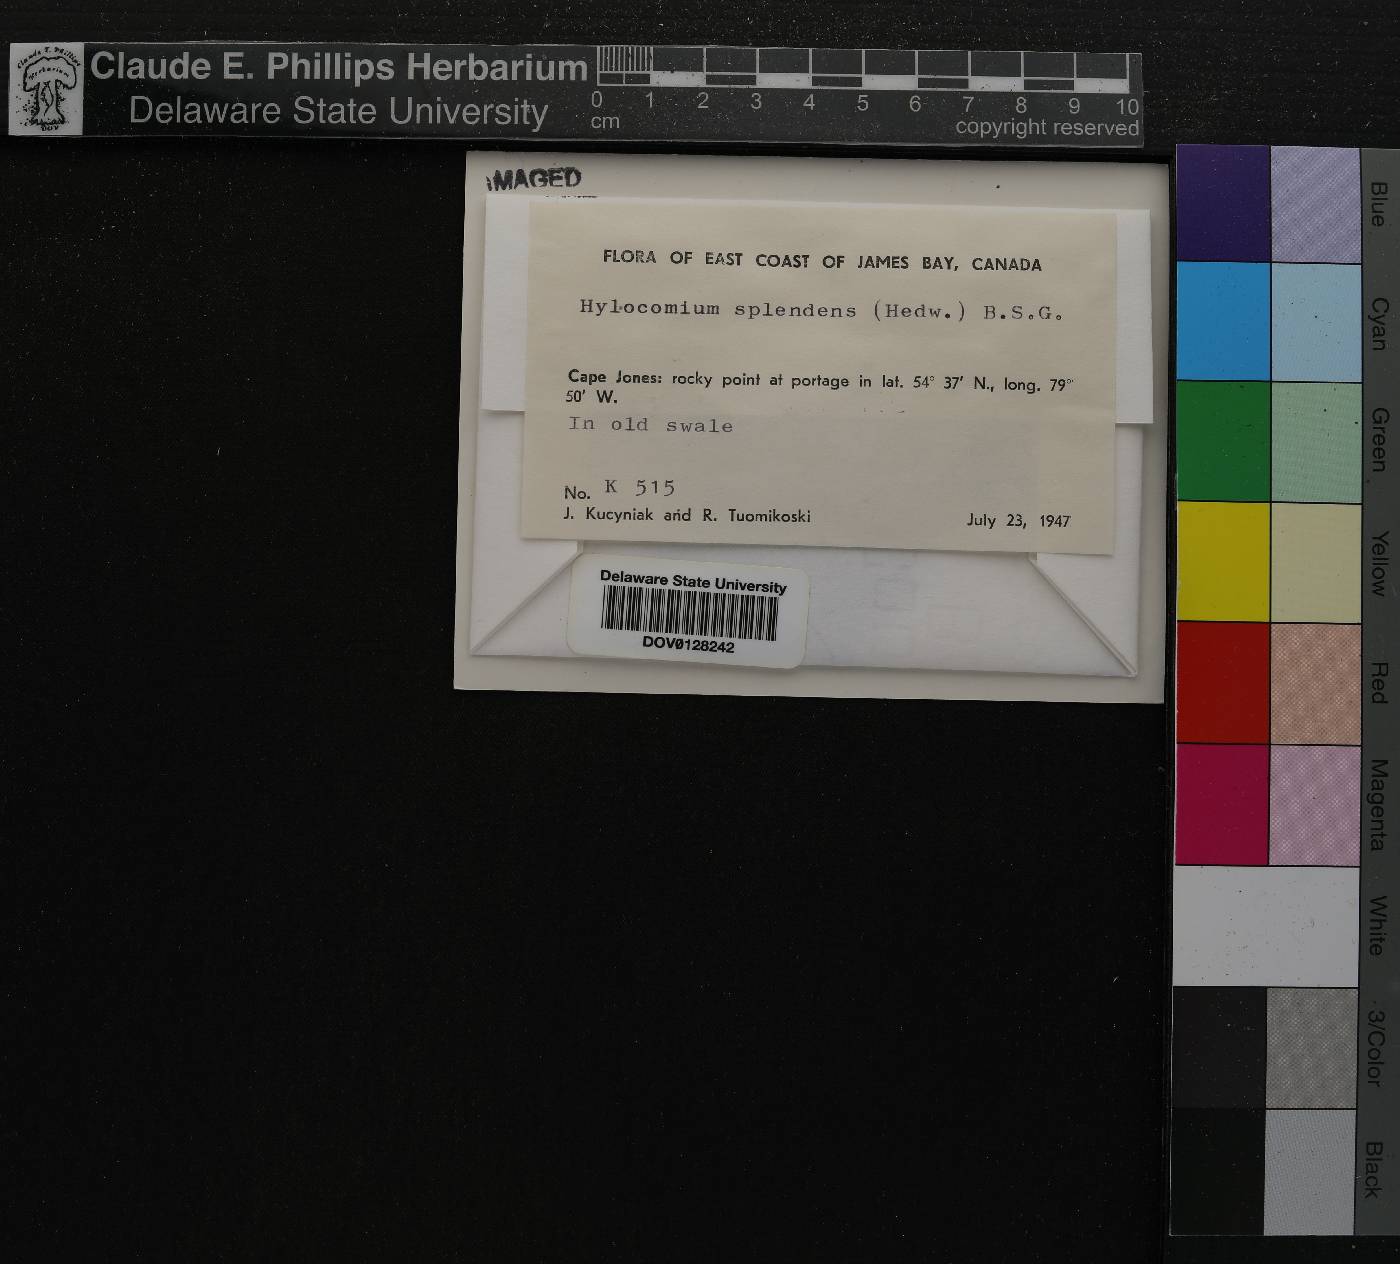 Claude E. Phillips Herbarium
Delaware State University
0 1 2 3 4 5 6 7 8 9 10
cm
copyright reserved
IMAGED
FLORA OF EAST COAST OF JAMES BAY, CANADA
Hylocomium splendens (Hedw.) B.S.G.
Cape Jones: rocky point at portage in lat. 54° 37' N., long. 79°
50' W.
In old swale
No. K 515
J. Kucyniak and R. Tuomikoski July 23, 1947
Delaware State University
DOV0128242
Blue
Cyan
Green
Yellow
Red
Magenta
White
3/Color
Black